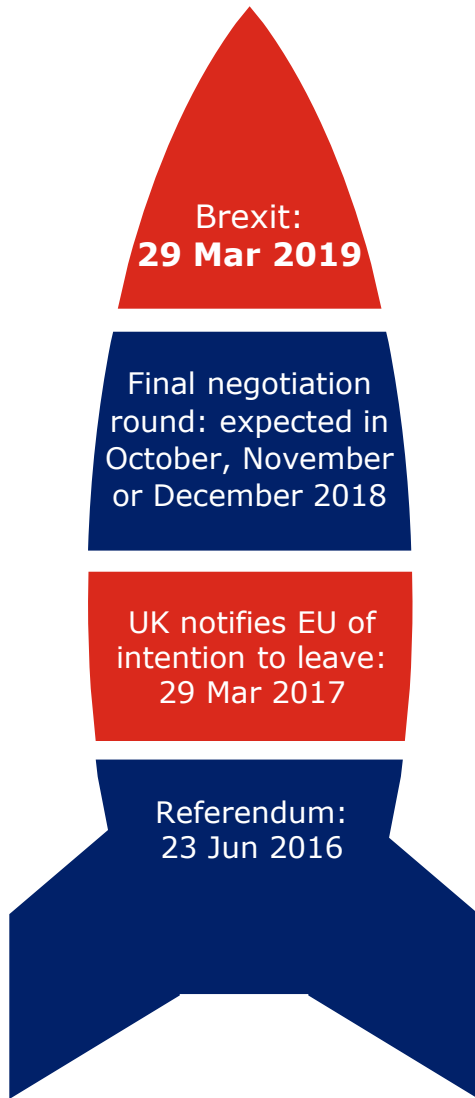 Brexit:
29 Mar 2019
Final negotiation
round: expected in
October, November
or December 2018
UK notifies EU of
intention to leave:
29 Mar 2017
Referendum:
23 Jun 2016